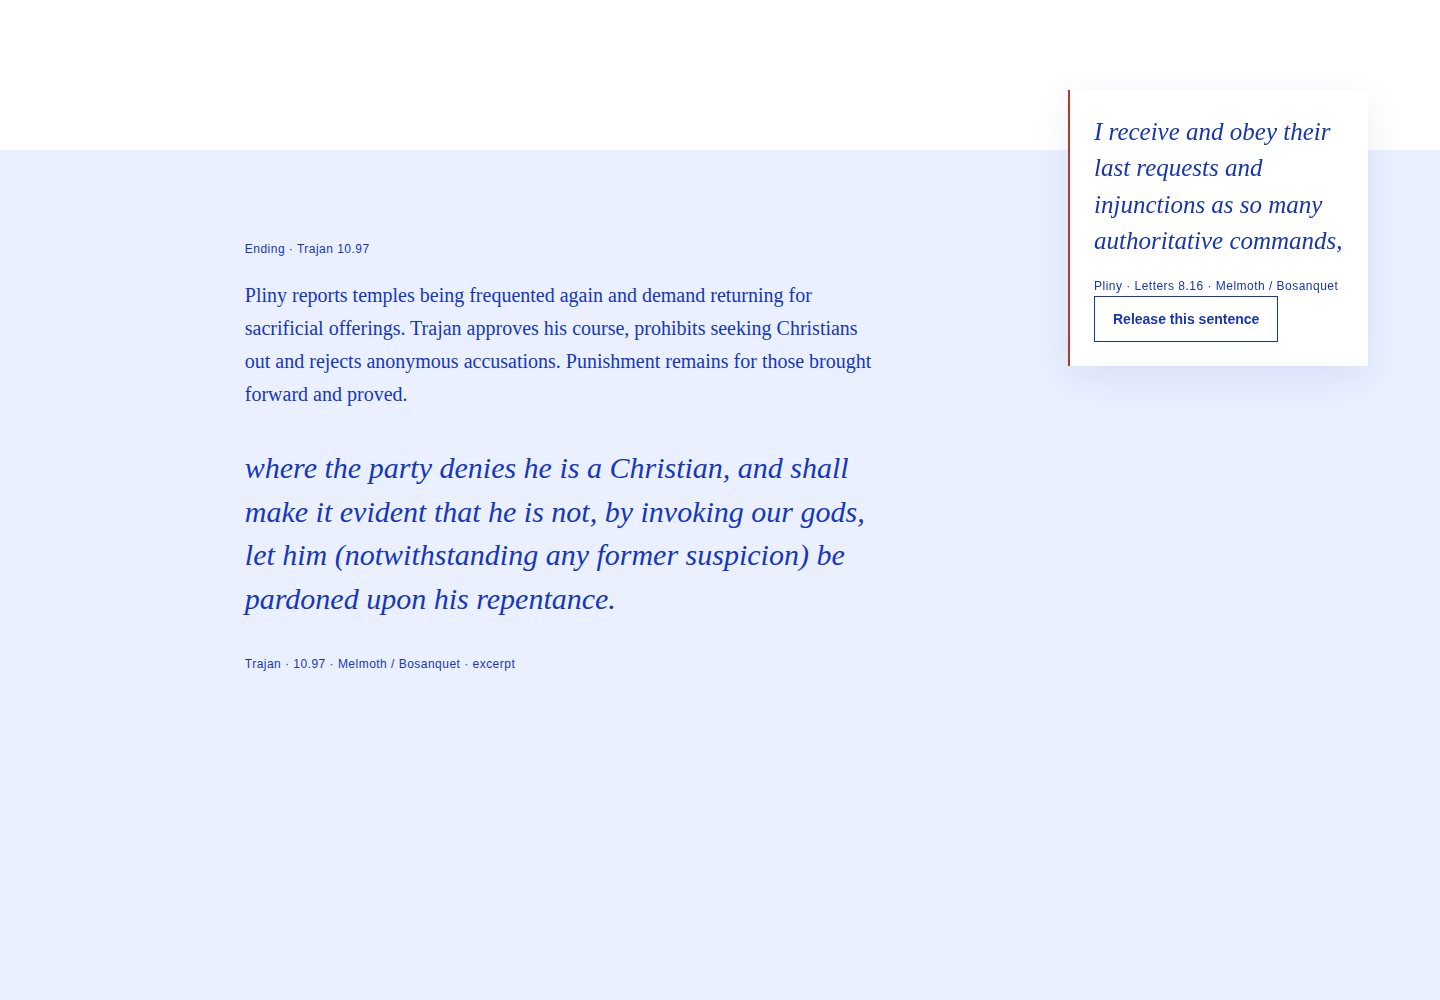 Ending · Trajan 10.97
Pliny reports temples being frequented again and demand returning for
sacrificial offerings. Trajan approves his course, prohibits seeking Christians
out and rejects anonymous accusations. Punishment remains for those brought
forward and proved.
where the party denies he is a Christian, and shall
make it evident that he is not, by invoking our gods,
let him (notwithstanding any former suspicion) be
pardoned upon his repentance.
Trajan · 10.97 · Melmoth / Bosanquet · excerpt
I receive and obey their
last requests and
injunctions as so many
authoritative commands,
Pliny · Letters 8.16 · Melmoth / Bosanquet
Release this sentence